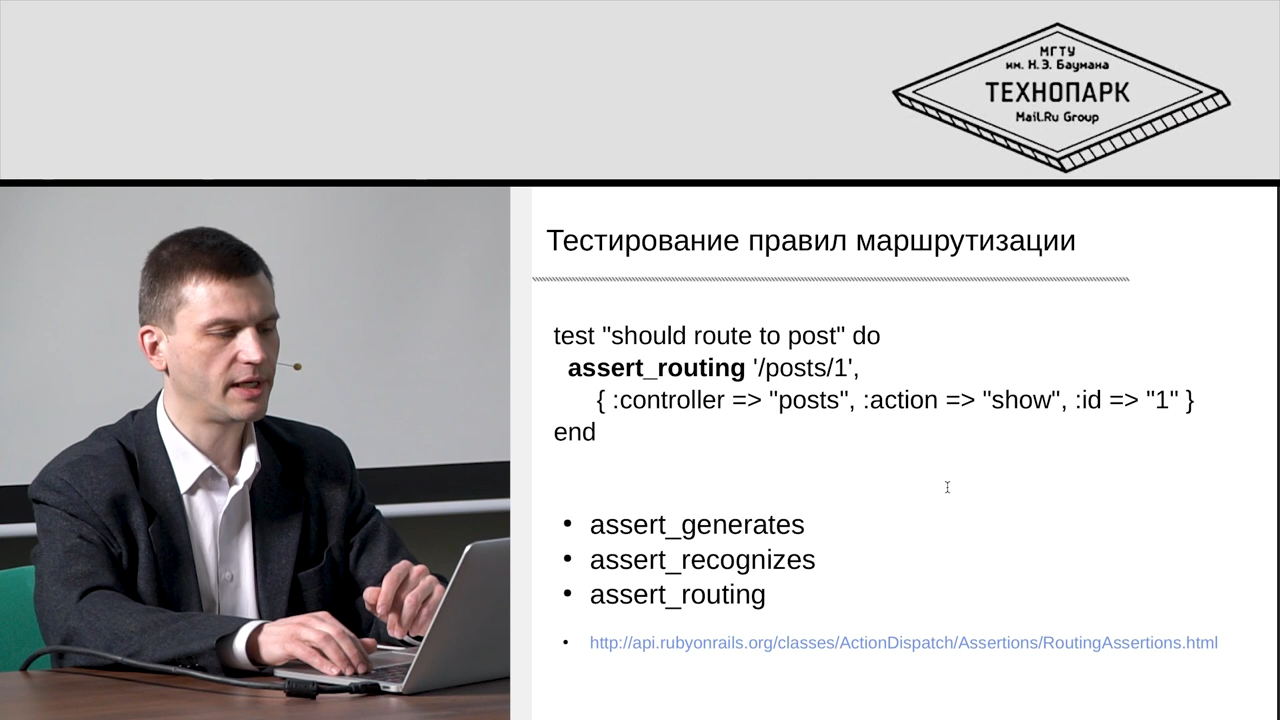 МГТУ
им. Н.Э. Баумана
ТЕХНОПАРК
Mail.Ru Group
Тестирование правил маршрутизации
test "should route to post" do
assert_routing '/posts/1',
{ :controller => "posts", :action => "show", :id => "1" }
end
• assert_generates
• assert_recognizes
• assert_routing
• http://api.rubyonrails.org/classes/ActionDispatch/Assertions/RoutingAssertions.html